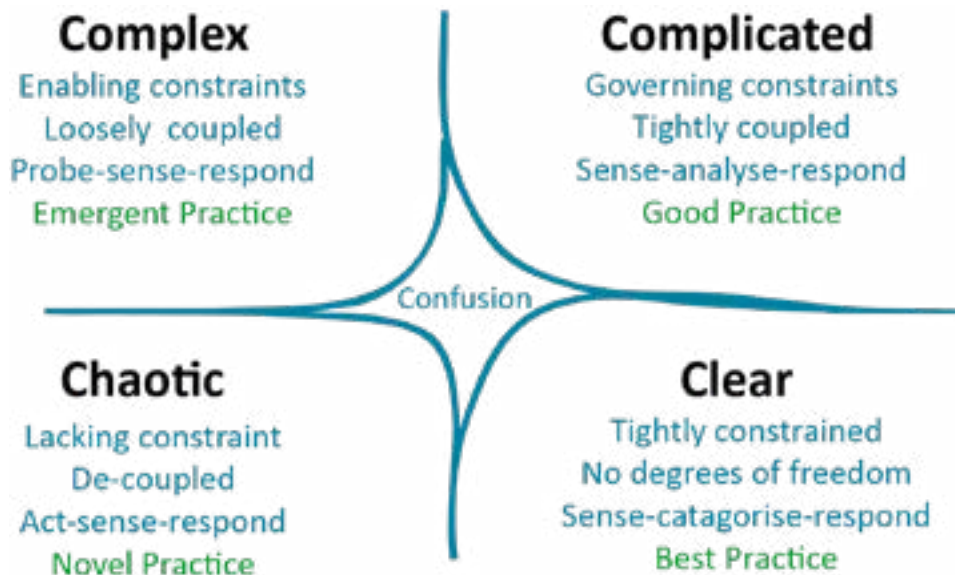 Complex
Enabling constraints
Loosely coupled
Probe-sense-respond
Emergent Practice
Complicated
Governing constraints
Tightly coupled
Sense-analyse-respond
Good Practice
Confusion
Chaotic
Lacking constraint
De-coupled
Act-sense-respond
Novel Practice
Clear
Tightly constrained
No degrees of freedom
Sense-catagorise-respond
Best Practice